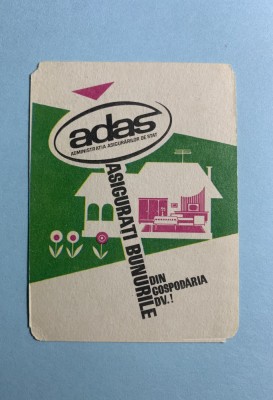 adas
ADMINISTRAȚIA ASIGURĂRILOR DE STAT
ASIGURAȚI BUNURILE
DIN
GOSPODĂRIA
DV.!